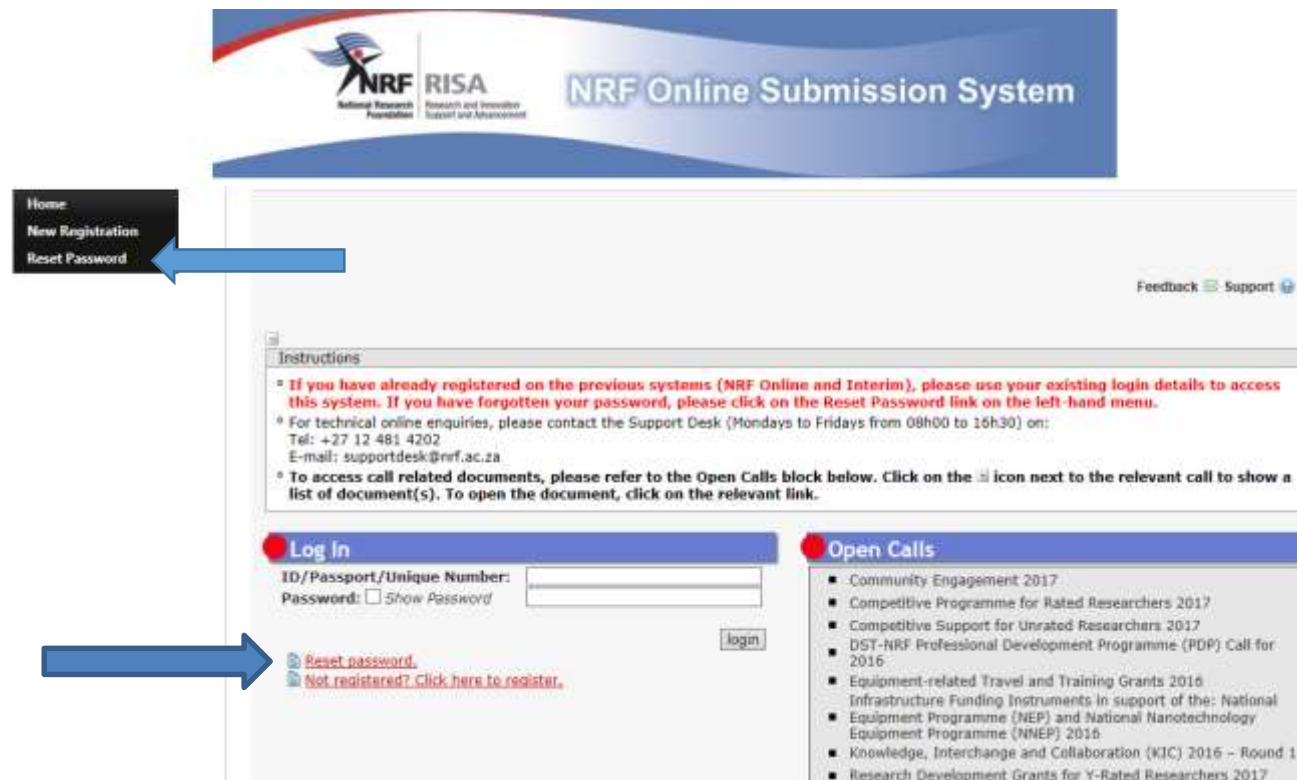 NRF
RISA
National Research
Foundation
Research and Innovation
Support and Advancement
NRF Online Submission System
Home
New Registration
Reset Password
Feedback
Support
Instructions
If you have already registered on the previous systems (NRF Online and Interim), please use your existing login details to access
this system. If you have forgotten your password, please click on the Reset Password link on the left-hand menu.
For technical online enquiries, please contact the Support Desk (Mondays to Fridays from 08h00 to 16h30) on:
Tel: +27 12 481 4202
E-mail: supportdesk@nrf.ac.za
To access call related documents, please refer to the Open Calls block below. Click on the icon next to the relevant call to show a
list of document(s). To open the document, click on the relevant link.
Log In
ID/Passport/Unique Number:
Password: Show Password
login
Reset password.
Not registered? Click here to register.
Open Calls
Community Engagement 2017
Competitive Programme for Rated Researchers 2017
Competitive Support for Unrated Researchers 2017
DST-NRF Professional Development Programme (PDP) Call for
2016
Equipment-related Travel and Training Grants 2016
Infrastructure Funding Instruments in support of the: National
Equipment Programme (NEP) and National Nanotechnology
Equipment Programme (NNEP) 2016
Knowledge, Interchange and Collaboration (KIC) 2016 – Round 1
Research Development Grants for Y-Rated Researchers 2017